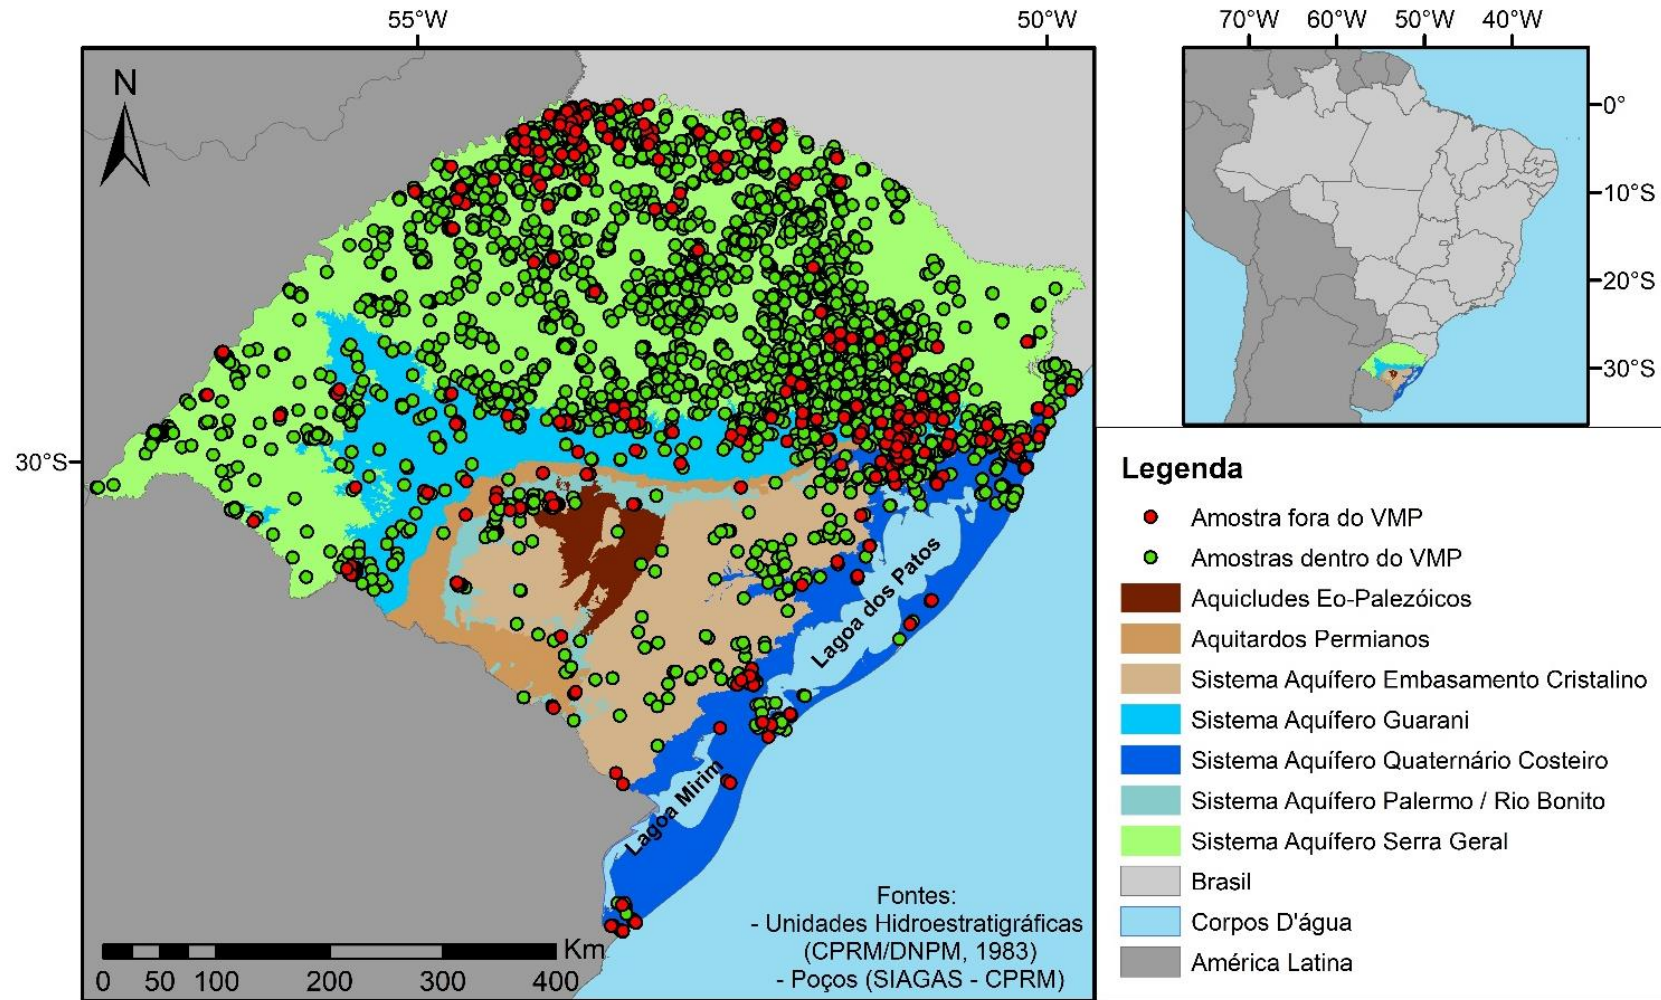 55°W
50°W
70°W
60°W
50°W
40°W
N
0°
10°S
20°S
30°S
30°S
Lagoa dos Patos
Lagoa Mirim
Fontes:
- Unidades Hidroestratigráficas
(CPRM/DNPM, 1983)
- Poços (SIAGAS - CPRM)
Km
0
50
100
200
300
400
Legenda
Amostra fora do VMP
Amostras dentro do VMP
Aquicludes Eo-Palezóicos
Aquitardos Permianos
Sistema Aquífero Embasamento Cristalino
Sistema Aquífero Guarani
Sistema Aquífero Quaternário Costeiro
Sistema Aquífero Palermo / Rio Bonito
Sistema Aquífero Serra Geral
Brasil
Corpos D'água
América Latina